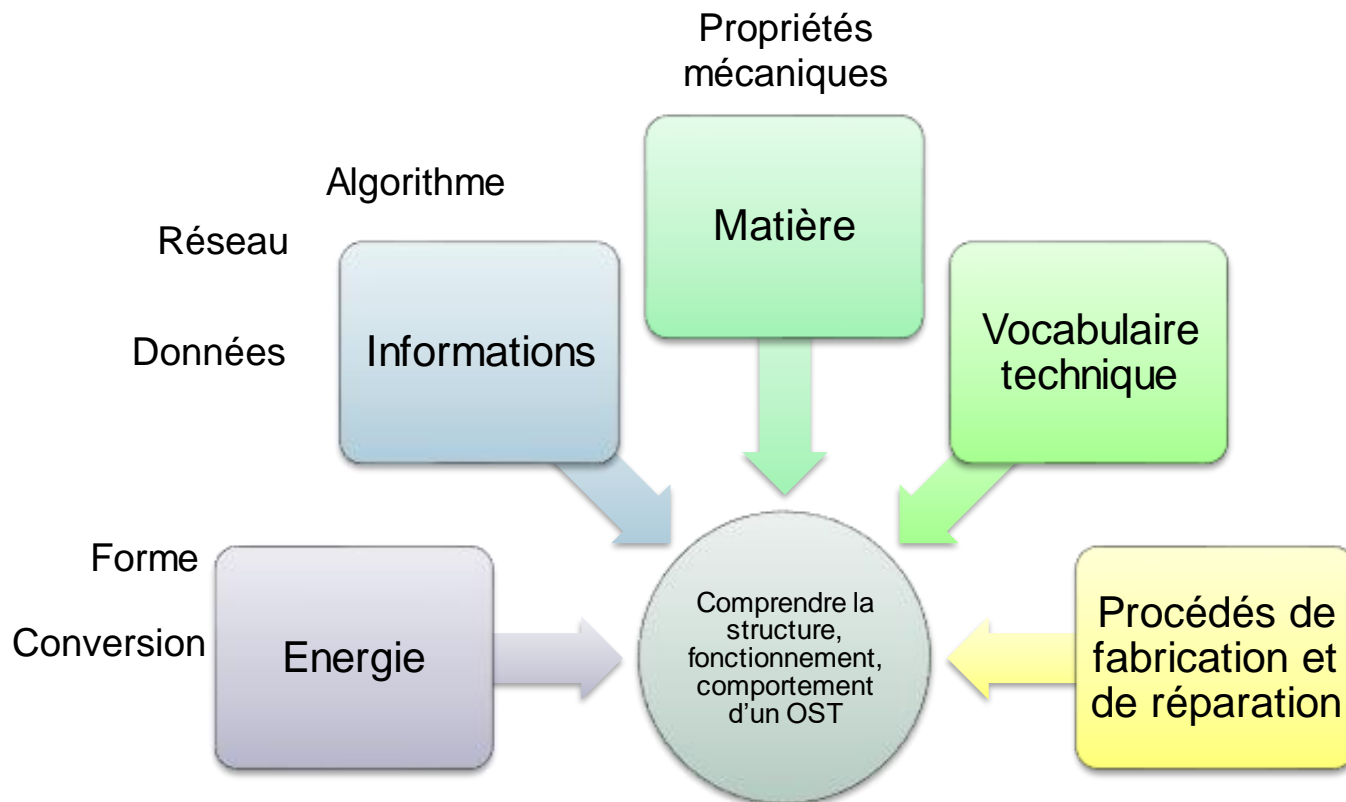 Propriétés
mécaniques
Algorithme
Matière
Réseau
Données
Informations
Vocabulaire
technique
Forme
Conversion
Energie
Comprendre la
structure,
fonctionnement,
comportement
d’un OST
Procédés de
fabrication et
de réparation